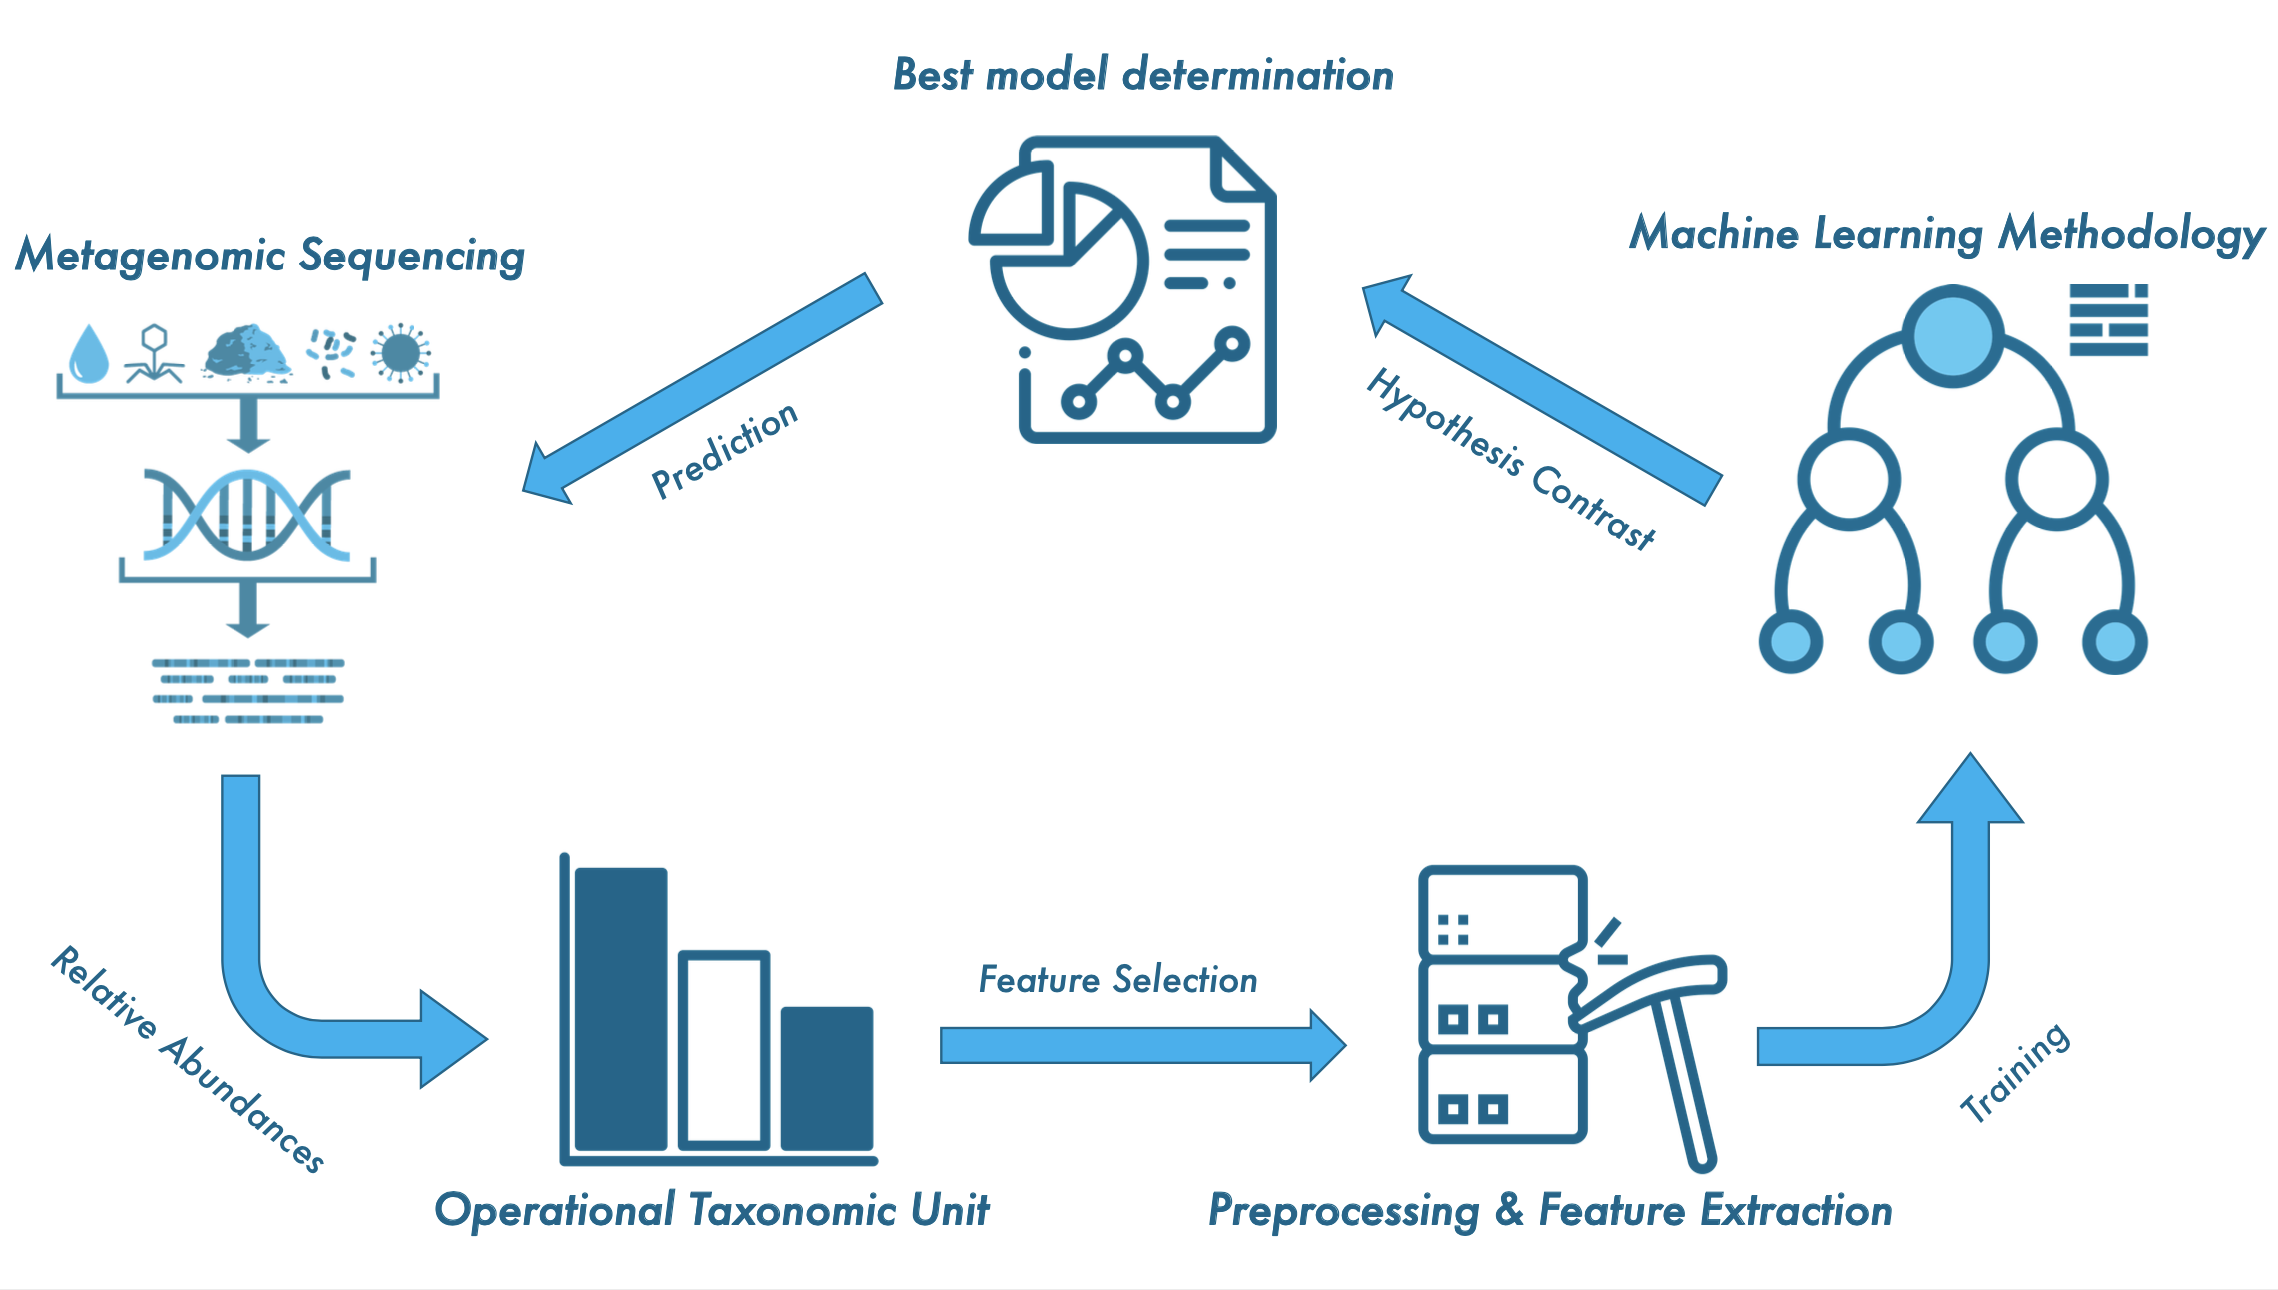 Best model determination
Metagenomic Sequencing
Machine Learning Methodology
Prediction
Hypothesis Contrast
Relative Abundances
Feature Selection
Training
Operational Taxonomic Unit
Preprocessing & Feature Extraction